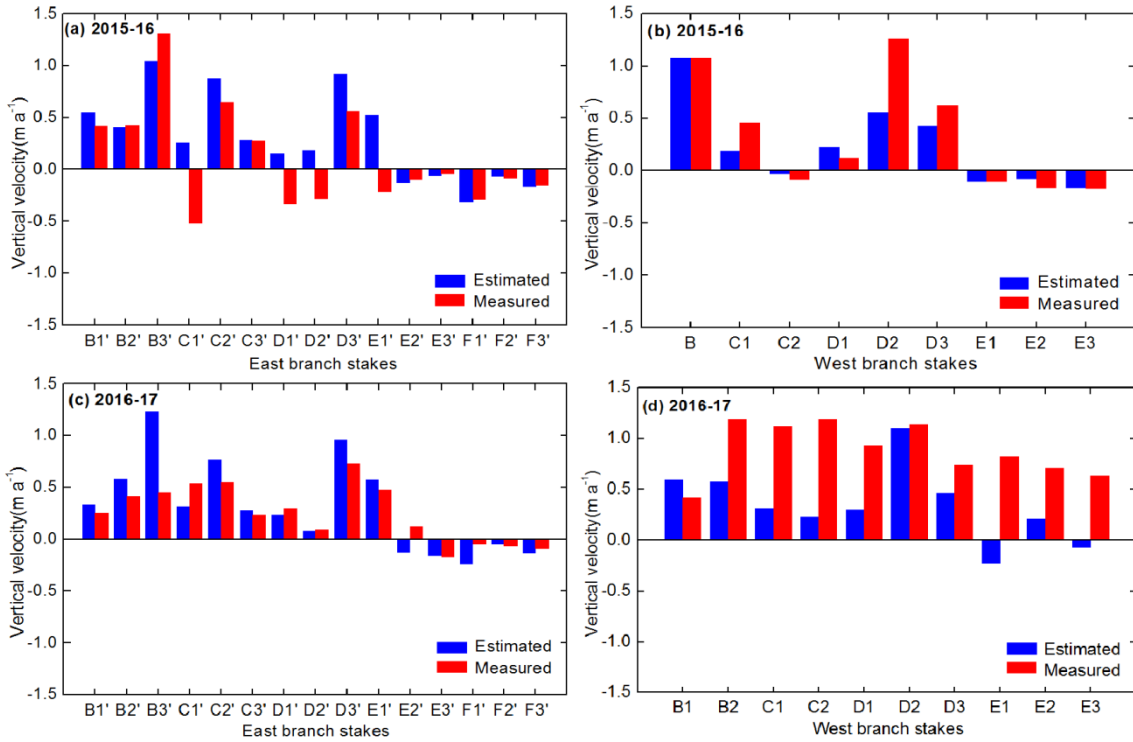 (a) 2015-16
Vertical velocity(m a-1)
1.5
1.0
0.5
0.0
-0.5
-1.0
-1.5
Estimated
Measured
B1' B2' B3' C1' C2' C3' D1' D2' D3' E1' E2' E3' F1' F2' F3'
East branch stakes
(b) 2015-16
Vertical velocity(m a-1)
1.5
1.0
0.5
0.0
-0.5
-1.0
-1.5
Estimated
Measured
B C1 C2 D1 D2 D3 E1 E2 E3
West branch stakes
(c) 2016-17
Vertical velocity(m a-1)
1.5
1.0
0.5
0.0
-0.5
-1.0
-1.5
Estimated
Measured
B1' B2' B3' C1' C2' C3' D1' D2' D3' E1' E2' E3' F1' F2' F3'
East branch stakes
(d) 2016-17
Vertical velocity(m a-1)
1.5
1.0
0.5
0.0
-0.5
-1.0
-1.5
Estimated
Measured
B1 B2 C1 C2 D1 D2 D3 E1 E2 E3
West branch stakes